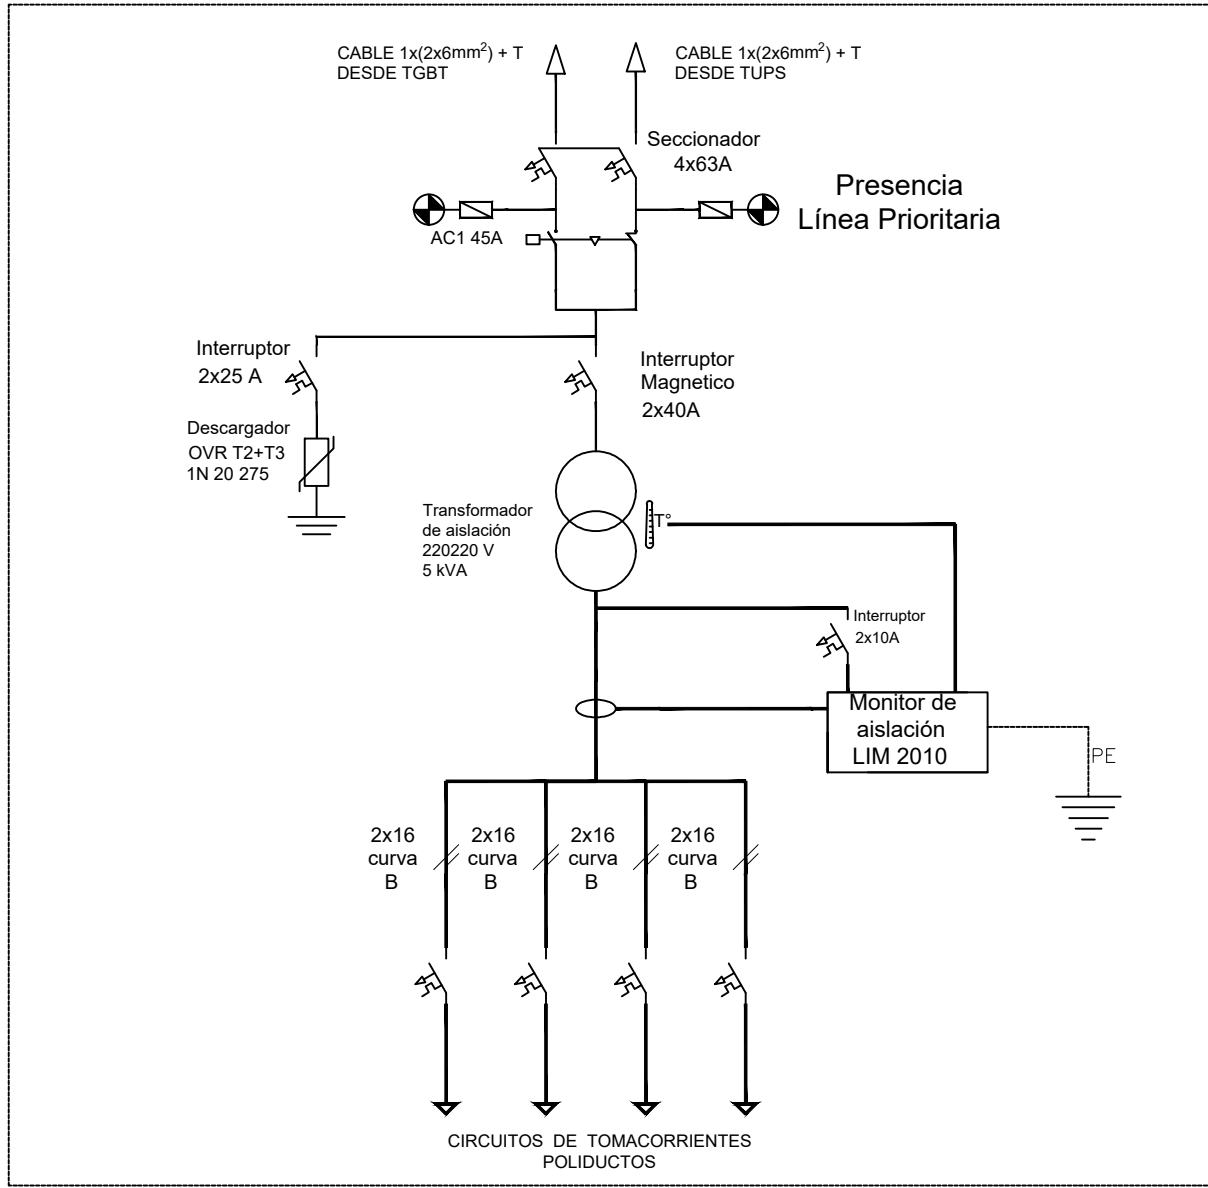 CABLE 1x(2x6mm²) + T
DESDE TGBT
CABLE 1x(2x6mm²) + T
DESDE TUPS
Seccionador
4x63A
Presencia
Línea Prioritaria
AC1 45A
Interruptor
2x25 A
Interruptor
Magnetico
2x40A
Descargador
OVR T2+T3
1N 20 275
Transformador
de aislación
220220 V
5 kVA
T°
Interruptor
2x10A
Monitor de
aislación
LIM 2010
PE
2x16
curva
B
2x16
curva
B
2x16
curva
B
2x16
curva
B
CIRCUITOS DE TOMACORRIENTES
POLIDUCTOS